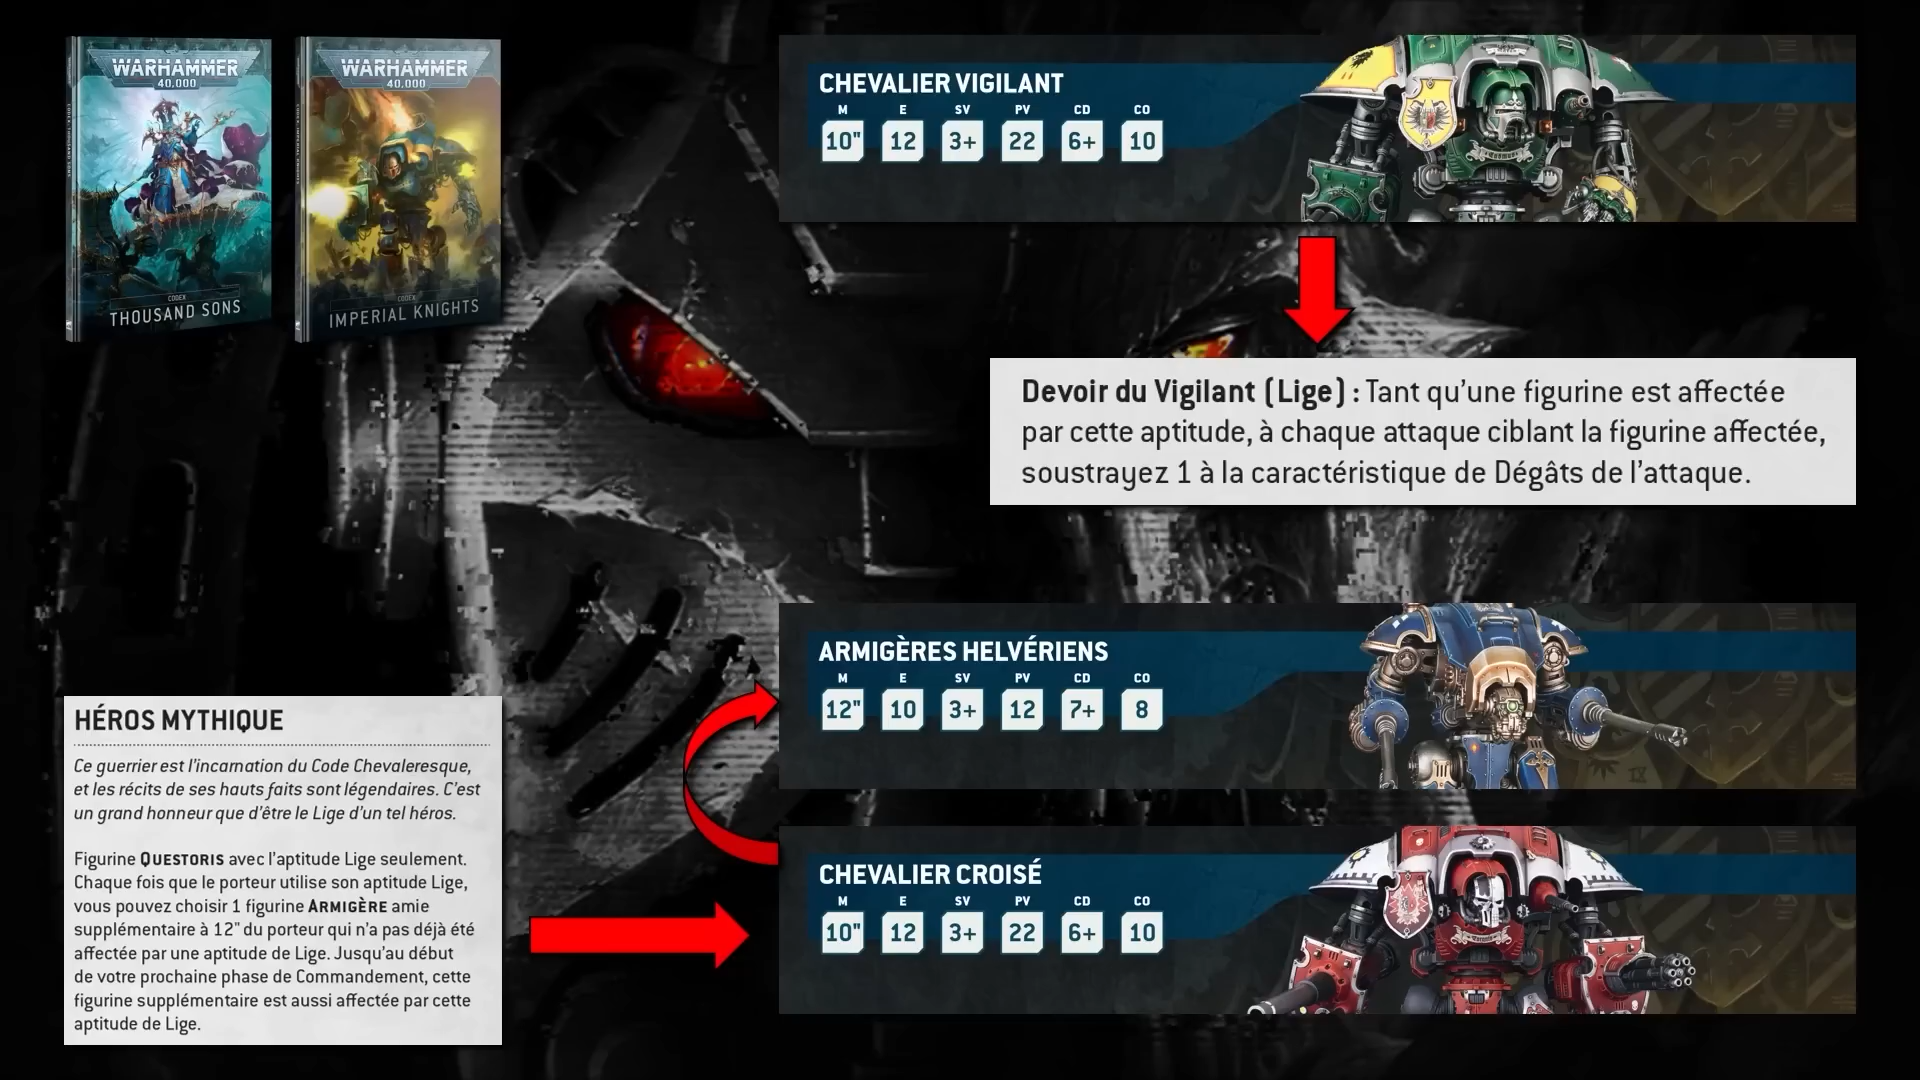 WARHAMMER
40,000
CODEX
THOUSAND SONS
WARHAMMER
40,000
CODEX
IMPERIAL KNIGHTS
CHEVALIER VIGILANT
M E SV PV CD CO
10" 12 3+ 22 6+ 10
Devoir du Vigilant (Lige) : Tant qu'une figurine est affectée
par cette aptitude, à chaque attaque ciblant la figurine affectée,
soustrayez 1 à la caractéristique de Dégâts de l'attaque.
ARMIGÈRES HELVÉRIENS
M E SV PV CD CO
12" 10 3+ 12 7+ 8
HÉROS MYTHIQUE
Ce guerrier est l'incarnation du Code Chevaleresque,
et les récits de ses hauts faits sont légendaires. C'est
un grand honneur que d'être le Lige d'un tel héros.
Figurine QUESTORIS avec l'aptitude Lige seulement.
Chaque fois que le porteur utilise son aptitude Lige,
vous pouvez choisir 1 figurine ARMIGÈRE amie
supplémentaire à 12" du porteur qui n'a pas déjà été
affectée par une aptitude de Lige. Jusqu'au début
de votre prochaine phase de Commandement, cette
figurine supplémentaire est aussi affectée par cette
aptitude de Lige.
CHEVALIER CROISÉ
M E SV PV CD CO
10" 12 3+ 22 6+ 10